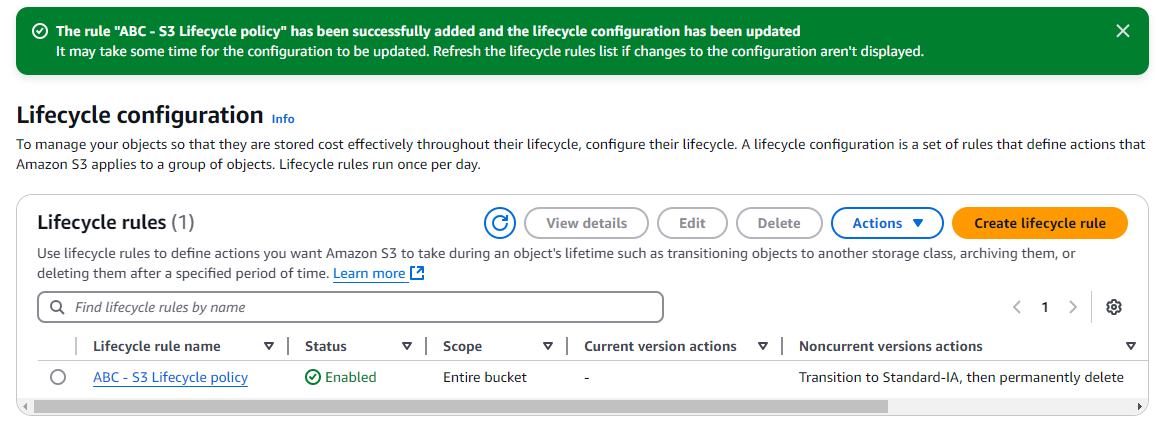 The rule "ABC - S3 Lifecycle policy" has been successfully added and the lifecycle configuration has been updated
It may take some time for the configuration to be updated. Refresh the lifecycle rules list if changes to the configuration aren't displayed.
Lifecycle configuration Info
To manage your objects so that they are stored cost effectively throughout their lifecycle, configure their lifecycle. A lifecycle configuration is a set of rules that define actions that
Amazon S3 applies to a group of objects. Lifecycle rules run once per day.
Lifecycle rules (1) View details Edit Delete Actions Create lifecycle rule
Use lifecycle rules to define actions you want Amazon S3 to take during an object's lifetime such as transitioning objects to another storage class, archiving them, or
deleting them after a specified period of time. Learn more
Find lifecycle rules by name 1
Lifecycle rule name Status Scope Current version actions Noncurrent versions actions
ABC - S3 Lifecycle policy Enabled Entire bucket - Transition to Standard-IA, then permanently delete